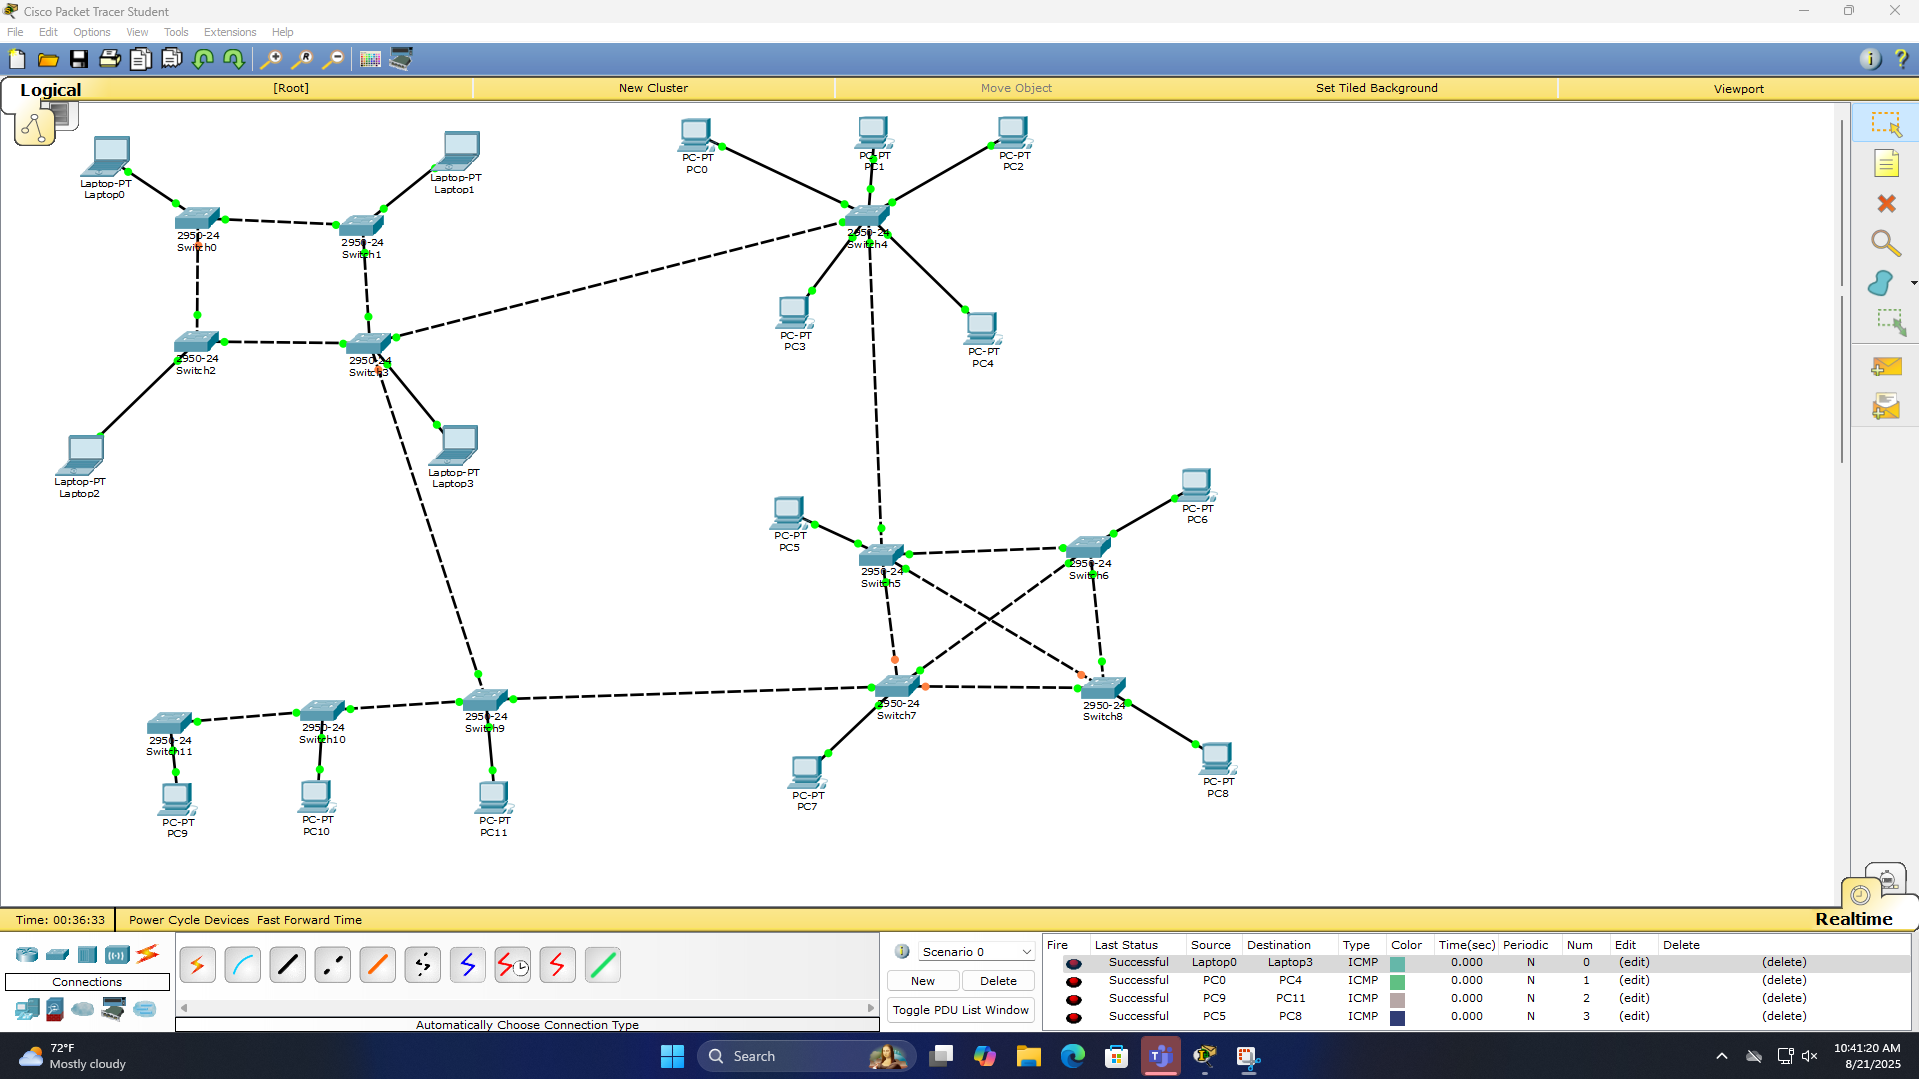 Cisco Packet Tracer Student
File Edit Options View Tools Extensions Help
Logical [Root] New Cluster Move Object Set Tiled Background Viewport
Laptop-PT
Laptop0
Laptop-PT
Laptop1
PC-PT
PC0
PC-PT
PC1
PC-PT
PC2
2950-24
Switch0
2950-24
Switch1
2950-24
Switch4
2950-24
Switch2
2950-24
Switch3
PC-PT
PC3
PC-PT
PC4
Laptop-PT
Laptop2
Laptop-PT
Laptop3
PC-PT
PC5
PC-PT
PC6
2950-24
Switch5
2950-24
Switch6
2950-24
Switch11
2950-24
Switch10
2950-24
Switch9
2950-24
Switch7
2950-24
Switch8
PC-PT
PC9
PC-PT
PC10
PC-PT
PC11
PC-PT
PC7
PC-PT
PC8
Time: 00:36:33 Power Cycle Devices Fast Forward Time Realtime
Connections
Automatically Choose Connection Type
Scenario 0
New Delete
Toggle PDU List Window
Fire Last Status Source Destination Type Color Time(sec) Periodic Num Edit Delete
Successful Laptop0 Laptop3 ICMP 0.000 N 0 (edit) (delete)
Successful PC0 PC4 ICMP 0.000 N 1 (edit) (delete)
Successful PC9 PC11 ICMP 0.000 N 2 (edit) (delete)
Successful PC5 PC8 ICMP 0.000 N 3 (edit) (delete)
72°F
Mostly cloudy
Search
10:41:20 AM
8/21/2025